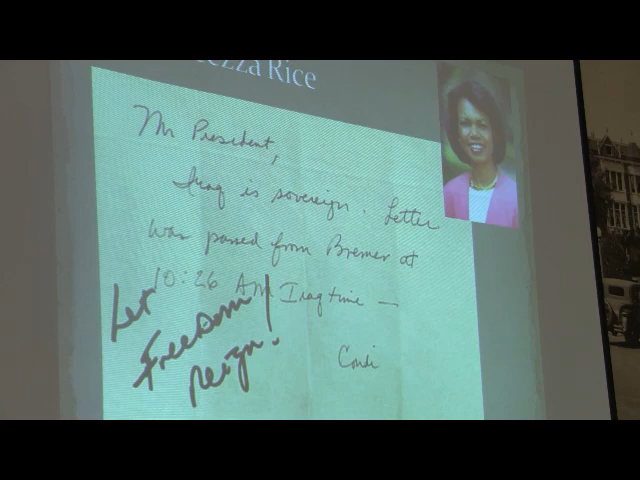 ezza Rice
Mr President,
Iraq is sovereign. Letter
was passed from Bremer at
10:26 AM Iraq time —
Condi
Let
Freedom
Reign!